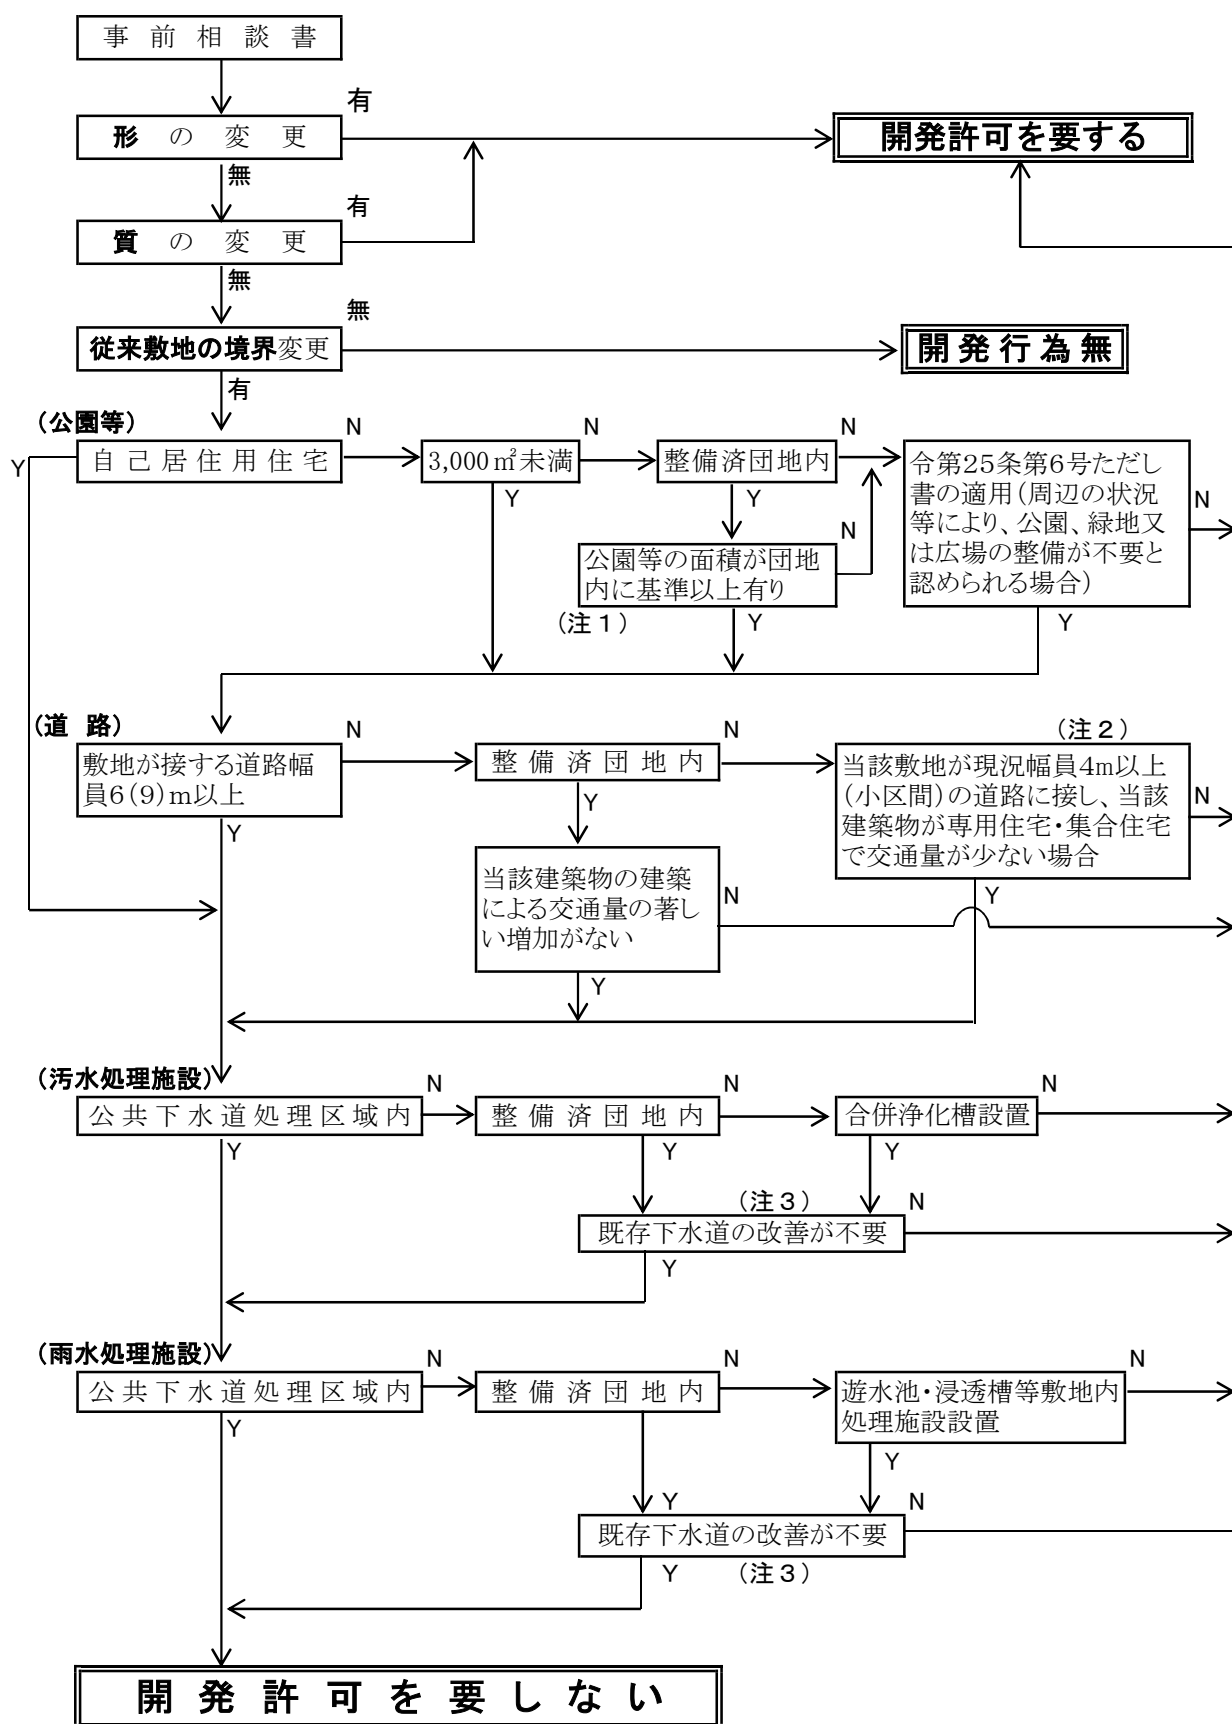 事前相談書
有
形の変更
開発許可を要する
無
有
質の変更
無
無
従来敷地の境界変更
開発行為無
有
(公園等)
N
N
N
Y
自己居住用住宅
3,000㎡未満
整備済団地内
令第25条第6号ただし
書の適用(周辺の状況
等により、公園、緑地又
は広場の整備が不要と
認められる場合)
N
Y
Y
N
公園等の面積が団地
内に基準以上有り
(注1)
Y
Y
(道 路)
N
N
(注2)
敷地が接する道路幅
員6(9)m以上
整備済団地内
当該敷地が現況幅員4m以上
(小区間)の道路に接し、当該
建築物が専用住宅・集合住宅
で交通量が少ない場合
N
Y
Y
当該建築物の建築
による交通量の著し
い増加がない
N
Y
Y
(汚水処理施設)
N
N
N
公共下水道処理区域内
整備済団地内
合併浄化槽設置
Y
Y
Y
(注3)
N
既存下水道の改善が不要
Y
(雨水処理施設)
N
N
N
公共下水道処理区域内
整備済団地内
遊水池・浸透槽等敷地内
処理施設設置
Y
Y
Y
N
既存下水道の改善が不要
Y
(注3)
開発許可を要しない